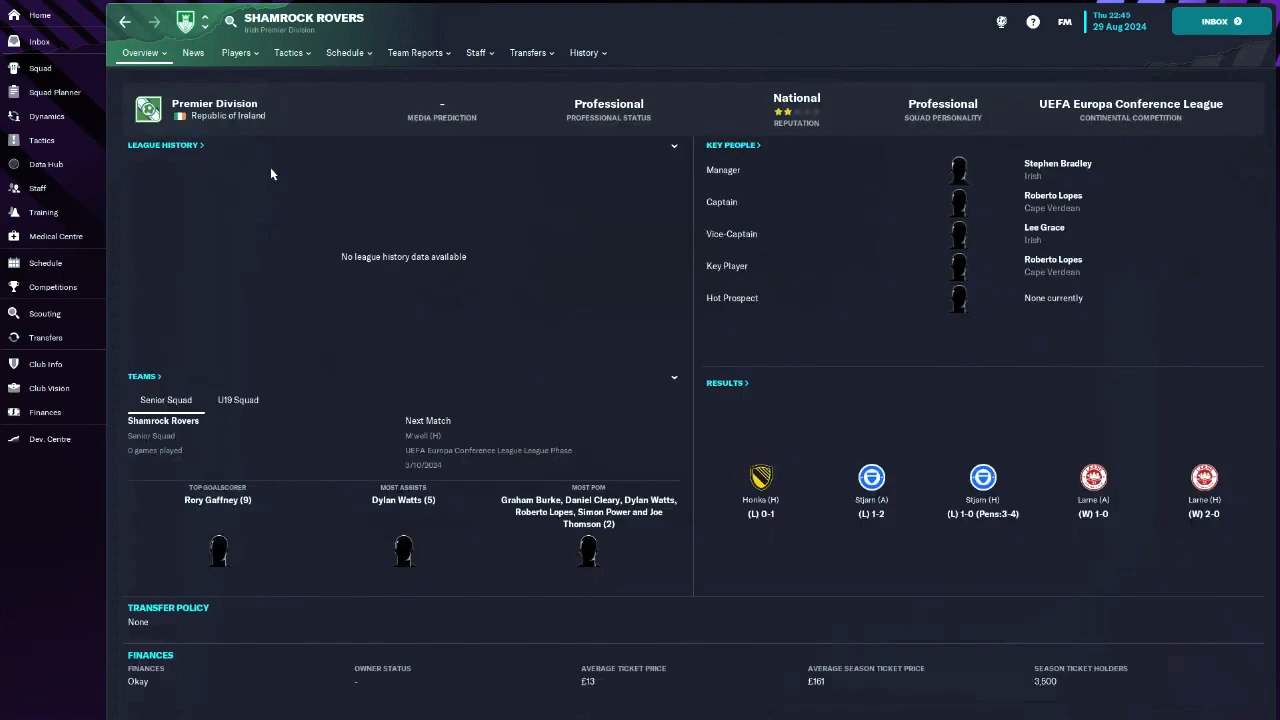 Home
Inbox
Squad
Squad Planner
Dynamics
Tactics
Data Hub
Staff
Training
Medical Centre
Schedule
Competitions
Scouting
Transfers
Club Info
Club Vision
Finances
Dev. Centre
SHAMROCK ROVERS
Irish Premier Division
?
FM
Thu 22:45
29 Aug 2024
INBOX
Overview
News
Players
Tactics
Schedule
Team Reports
Staff
Transfers
History
Premier Division
Republic of Ireland
-
MEDIA PREDICTION
Professional
PROFESSIONAL STATUS
National
REPUTATION
Professional
SQUAD PERSONALITY
UEFA Europa Conference League
CONTINENTAL COMPETITION
LEAGUE HISTORY >
No league history data available
KEY PEOPLE >
Manager
Stephen Bradley
Irish
Captain
Roberto Lopes
Cape Verdean
Vice-Captain
Lee Grace
Irish
Key Player
Roberto Lopes
Cape Verdean
Hot Prospect
None currently
TEAMS >
Senior Squad U19 Squad
Shamrock Rovers
Senior Squad
0 games played
Next Match
M'well (H)
UEFA Europa Conference League League Phase
3/10/2024
TOP GOALSCORER
Rory Gaffney (9)
MOST ASSISTS
Dylan Watts (5)
MOST POM
Graham Burke, Daniel Cleary, Dylan Watts,
Roberto Lopes, Simon Power and Joe
Thomson (2)
RESULTS >
Honka (H)
(L) 0-1
Stjarn (A)
(L) 1-2
Stjarn (H)
(L) 1-0 (Pens:3-4)
Larne (A)
(W) 1-0
Larne (H)
(W) 2-0
TRANSFER POLICY
None
FINANCES
FINANCES
Okay
OWNER STATUS
-
AVERAGE TICKET PRICE
£13
AVERAGE SEASON TICKET PRICE
£161
SEASON TICKET HOLDERS
3,500